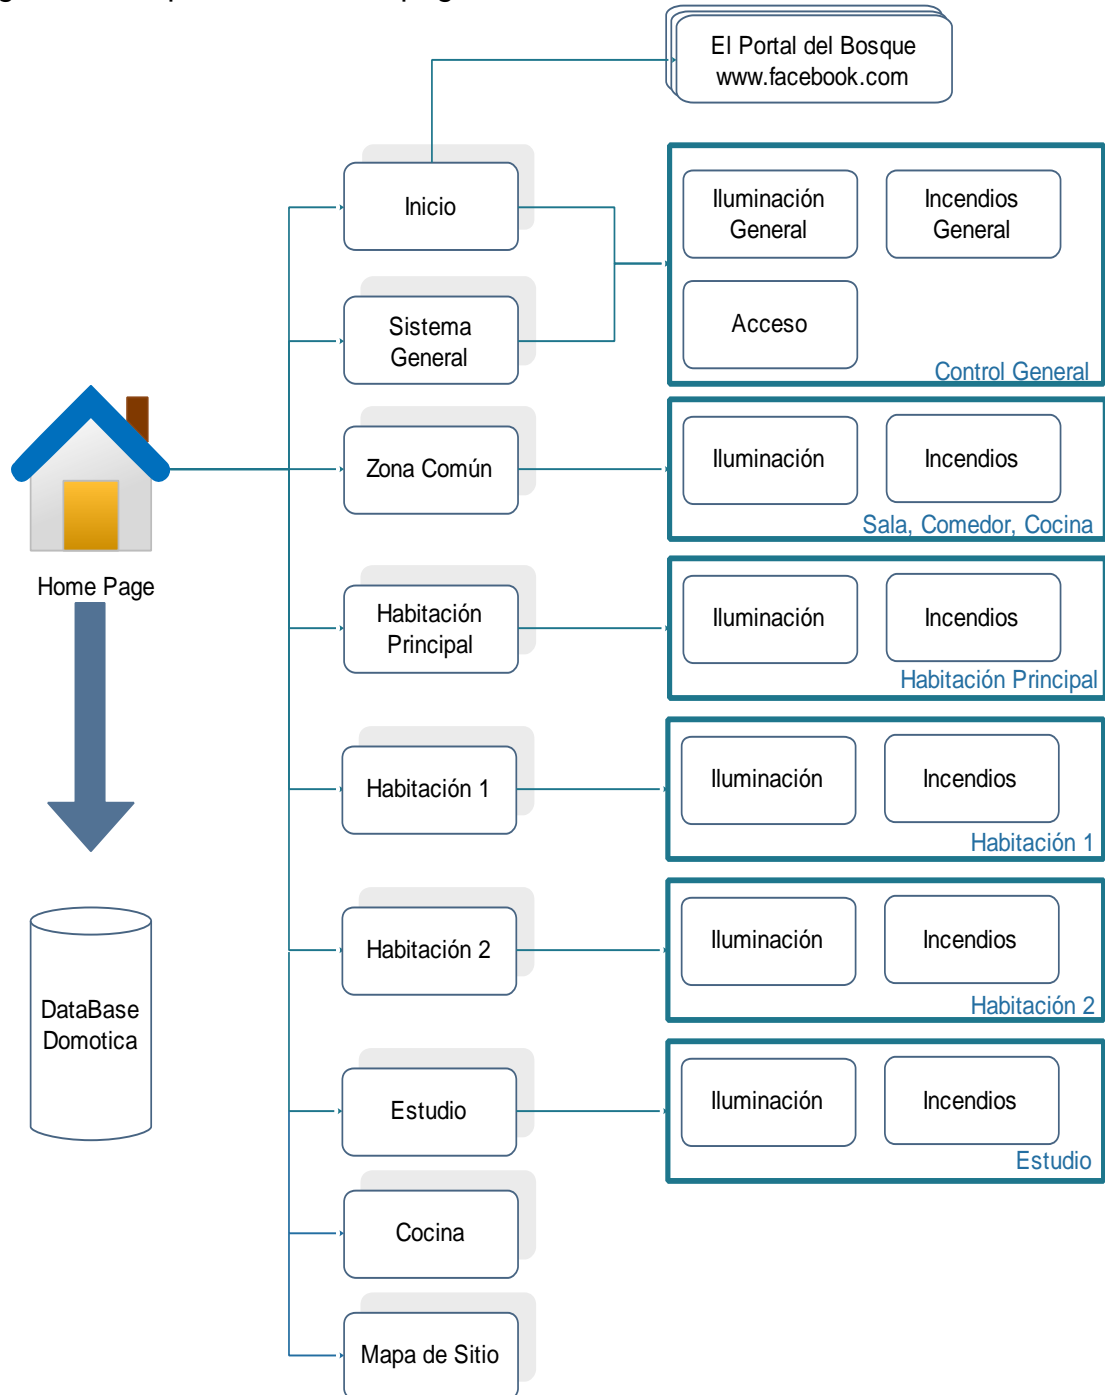 El Portal del Bosque
www.facebook.com
Inicio
Iluminación
General
Incendios
General
Acceso
Control General
Sistema
General
Zona Común
Iluminación
Incendios
Sala, Comedor, Cocina
Home Page
Habitación
Principal
Iluminación
Incendios
Habitación Principal
Habitación 1
Iluminación
Incendios
Habitación 1
Habitación 2
Iluminación
Incendios
Habitación 2
DataBase
Domotica
Estudio
Iluminación
Incendios
Estudio
Cocina
Mapa de Sitio